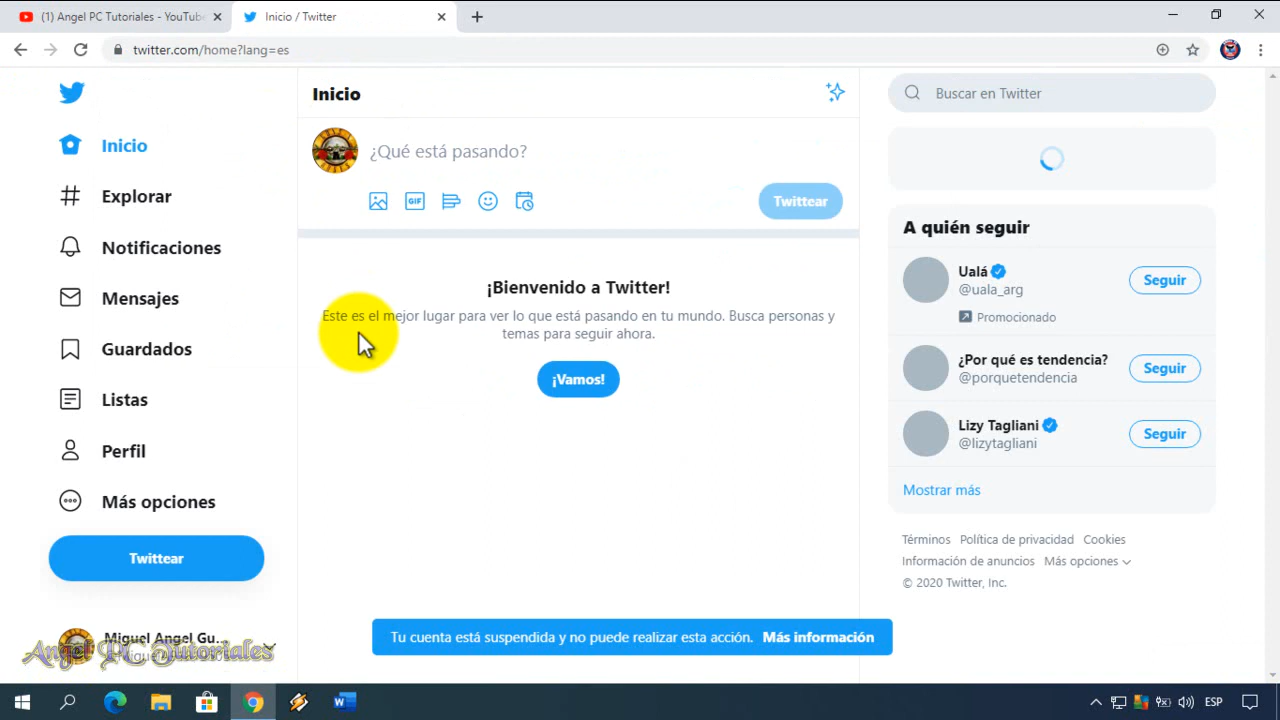 (1) Angel PC Tutoriales - YouTube
Inicio / Twitter
twitter.com/home?lang=es
Inicio
Explorar
Notificaciones
Mensajes
Guardados
Listas
Perfil
Más opciones
Twittear
Miguel Angel Gu...
Angel PC Tutoriales
Inicio
¿Qué está pasando?
GIF
Twittear
¡Bienvenido a Twitter!
Este es el mejor lugar para ver lo que está pasando en tu mundo. Busca personas y
temas para seguir ahora.
¡Vamos!
Tu cuenta está suspendida y no puede realizar esta acción. Más información
Buscar en Twitter
A quién seguir
Ualá
@uala_arg
Seguir
Promocionado
¿Por qué es tendencia?
@porquetendencia
Seguir
Lizy Tagliani
@lizytagliani
Seguir
Mostrar más
Términos Política de privacidad Cookies
Información de anuncios Más opciones
© 2020 Twitter, Inc.
ESP